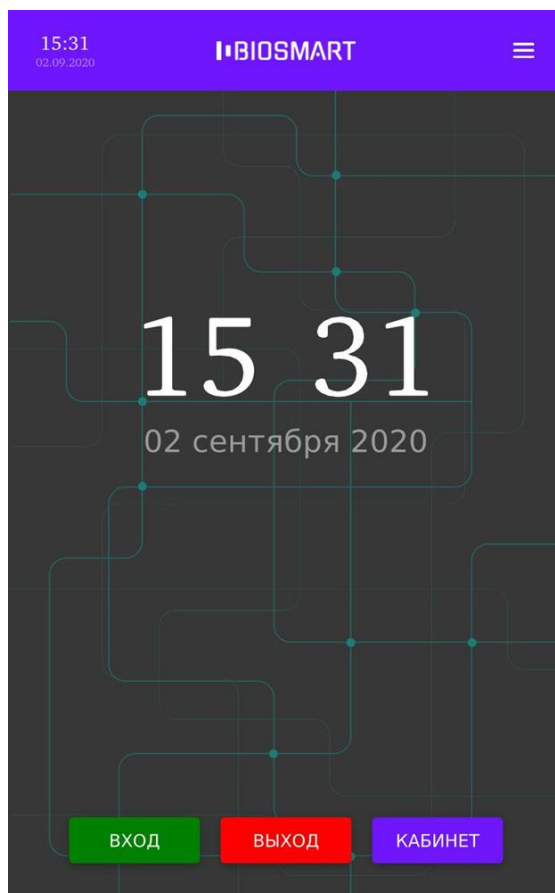 15:31
02.09.2020
BIOSMART
15 31
02 сентября 2020
ВХОД
ВЫХОД
КАБИНЕТ